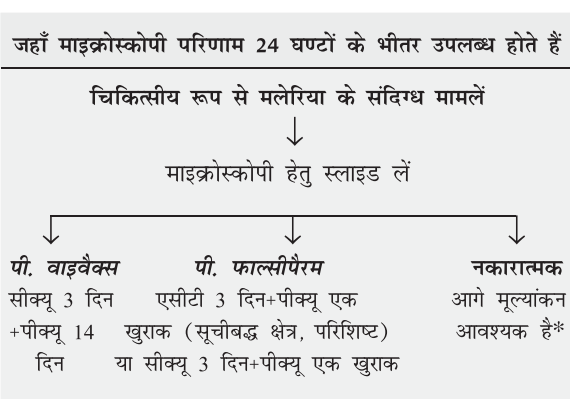 जहाँ माइक्रोस्कोपी परिणाम 24 घण्टों के भीतर उपलब्ध होते हैं
चिकित्सीय रूप से मलेरिया के संदिग्ध मामलें
माइक्रोस्कोपी हेतु स्लाइड लें
पी. वाइवैक्स
सीक्यू 3 दिन
+पीक्यू 14
दिन
पी. फाल्सीपैरम
एसीटी 3 दिन+पीक्यू एक
खुराक (सूचीबद्ध क्षेत्र, परिशिष्ट)
या सीक्यू 3 दिन+पीक्यू एक खुराक
नकारात्मक
आगे मूल्यांकन
आवश्यक है*